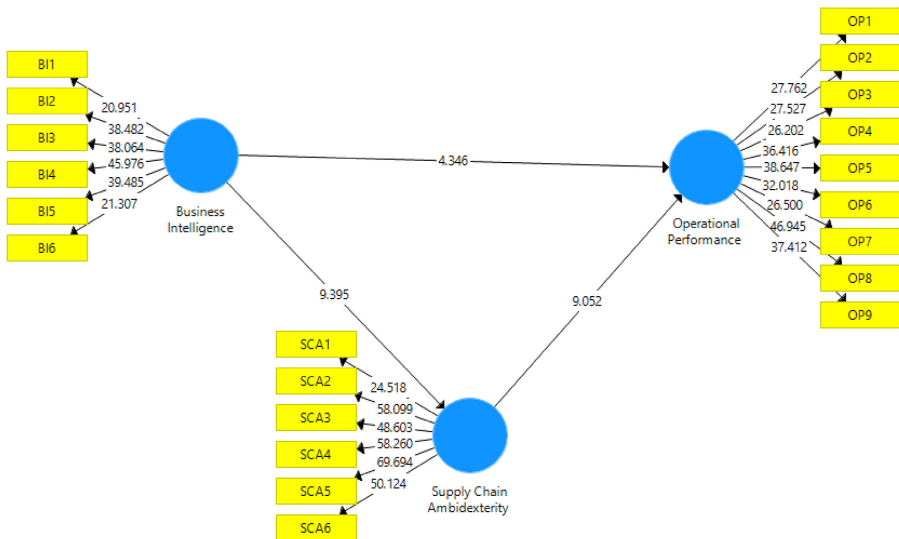 BI1
BI2
BI3
BI4
BI5
BI6
20.951
38.482
38.064
45.976
39.485
21.307
Business
Intelligence
4.346
9.395
9.052
OP1
OP2
OP3
OP4
OP5
OP6
OP7
OP8
OP9
27.762
27.527
26.202
36.416
38.647
32.018
26.500
46.945
37.412
Operational
Performance
SCA1
SCA2
SCA3
SCA4
SCA5
SCA6
24.518
58.099
48.603
58.260
69.694
50.124
Supply Chain
Ambidexterity